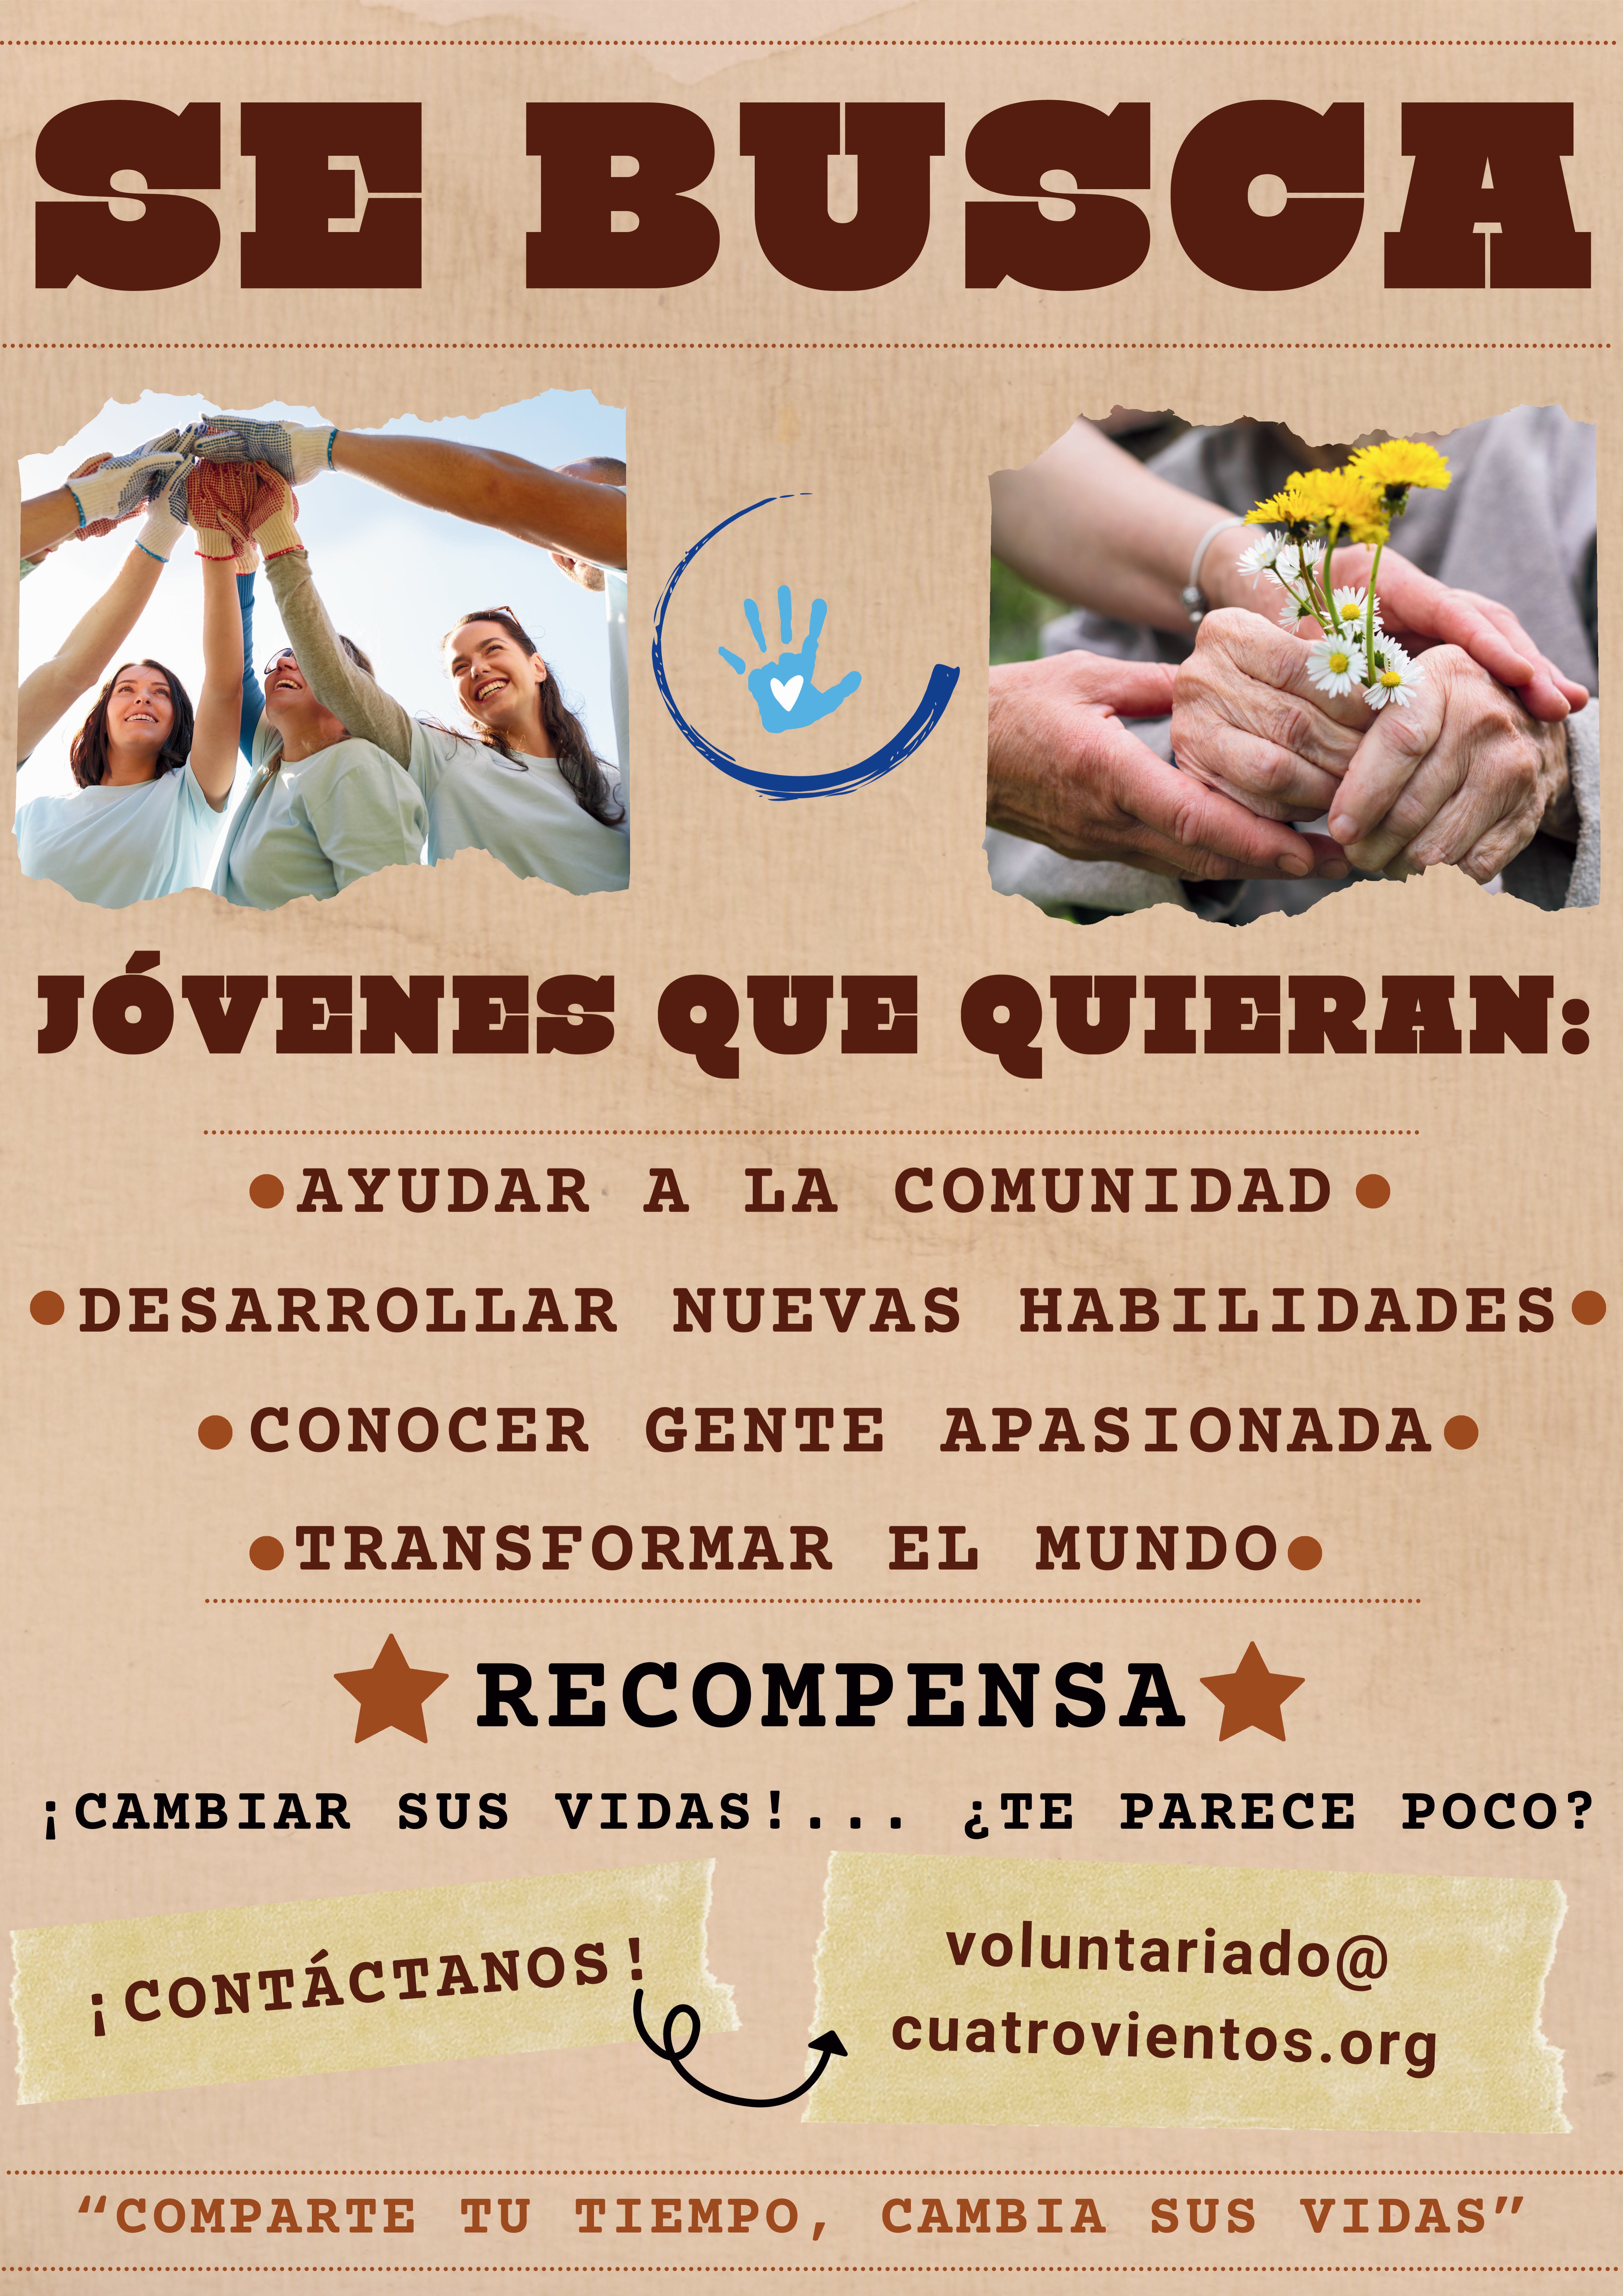 SE BUSCA
JÓVENES QUE QUIERAN:
●AYUDAR A LA COMUNIDAD●
●DESARROLLAR NUEVAS HABILIDADES●
●CONOCER GENTE APASIONADA●
●TRANSFORMAR EL MUNDO●
★ RECOMPENSA ★
¡CAMBIAR SUS VIDAS!... ¿TE PARECE POCO?
¡CONTÁCTANOS!
voluntariado@
cuatrovientos.org
“COMPARTE TU TIEMPO, CAMBIA SUS VIDAS”